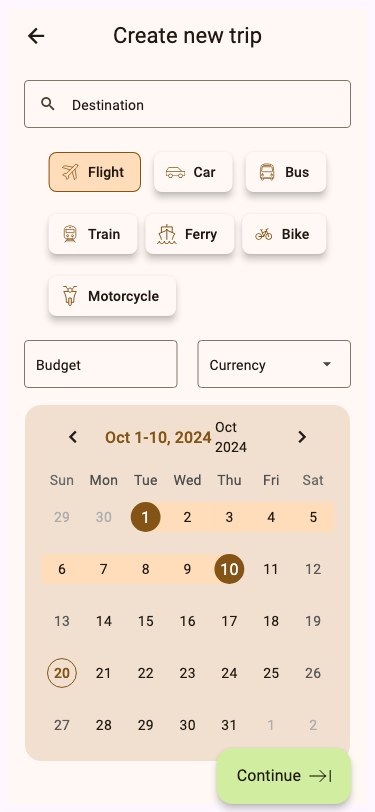 Create new trip
Destination
Flight Car Bus
Train Ferry Bike
Motorcycle
Budget Currency
Oct 1-10, 2024 Oct
2024
Sun Mon Tue Wed Thu Fri Sat
29 30 1 2 3 4 5
6 7 8 9 10 11 12
13 14 15 16 17 18 19
20 21 22 23 24 25 26
27 28 29 30 31 1 2
Continue